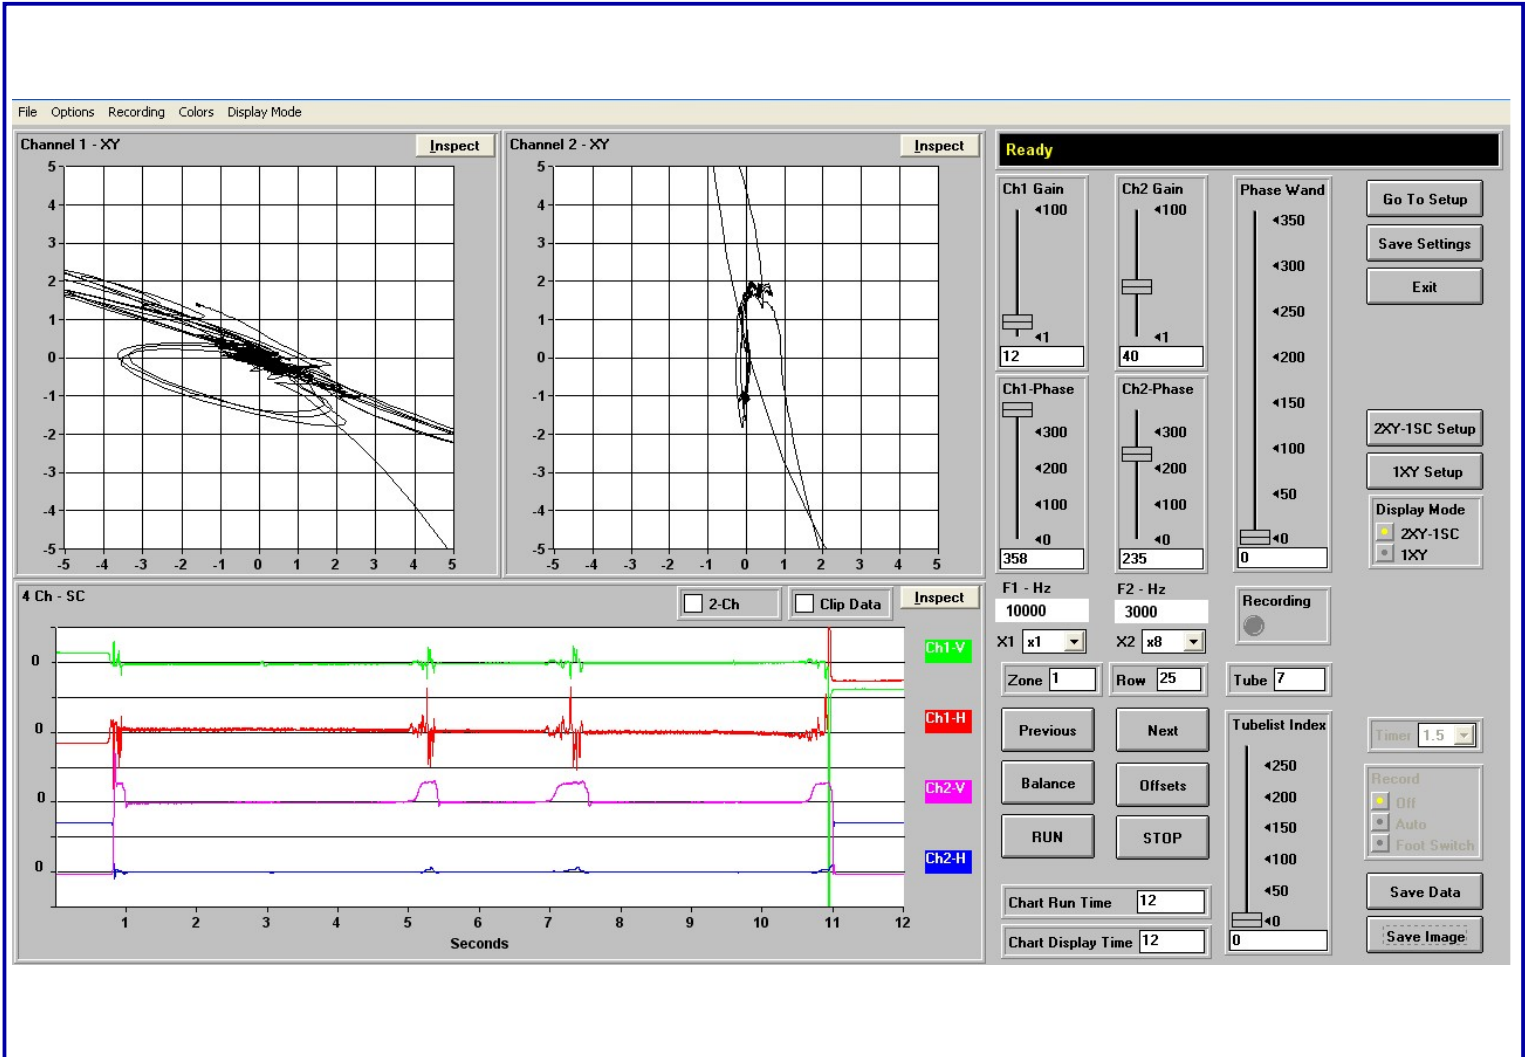 File Options Recording Colors Display Mode
Channel 1 - XY
Inspect
5
4
3
2
1
0
-1
-2
-3
-4
-5
-5 -4 -3 -2 -1 0 1 2 3 4 5
Channel 2 - XY
Inspect
5
4
3
2
1
0
-1
-2
-3
-4
-5
-5 -4 -3 -2 -1 0 1 2 3 4 5
4 Ch - SC
2-Ch
Clip Data
Inspect
0
0
0
0
Ch1-V
Ch1-H
Ch2-V
Ch2-H
1 2 3 4 5 6 7 8 9 10 11 12
Seconds
Ready
Ch1 Gain
100
1
12
Ch2 Gain
100
1
40
Phase Wand
350
300
250
200
150
100
50
0
0
Ch1-Phase
300
200
100
0
358
Ch2-Phase
300
200
100
0
235
Go To Setup
Save Settings
Exit
2XY-1SC Setup
1XY Setup
Display Mode
2XY-1SC
1XY
F1 - Hz
10000
F2 - Hz
3000
Recording
X1 x1
X2 x8
Zone 1
Row 25
Tube 7
Previous
Next
Balance
Offsets
RUN
STOP
Tubelist Index
250
200
150
100
50
0
0
Timer 1.5
Record
Off
Auto
Foot Switch
Chart Run Time 12
Chart Display Time 12
Save Data
Save Image